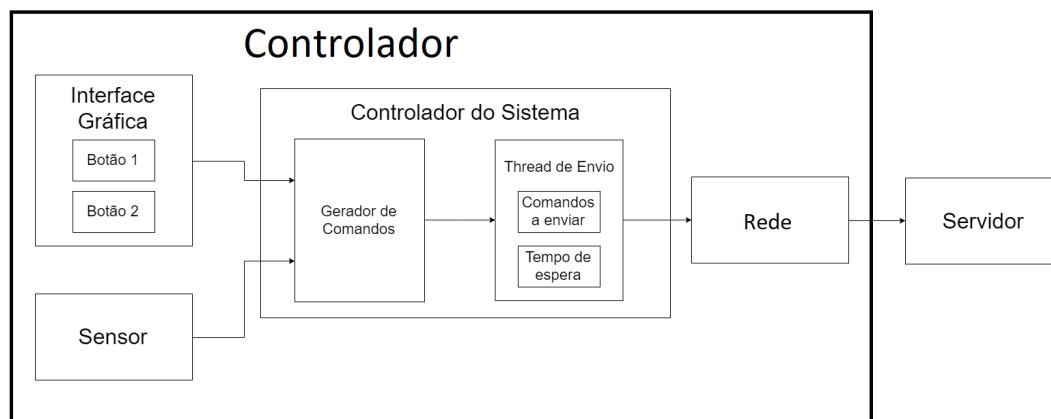 Controlador
Interface
Gráfica
Botão 1
Botão 2
Sensor
Controlador do Sistema
Gerador de
Comandos
Thread de Envio
Comandos
a enviar
Tempo de
espera
Rede
Servidor